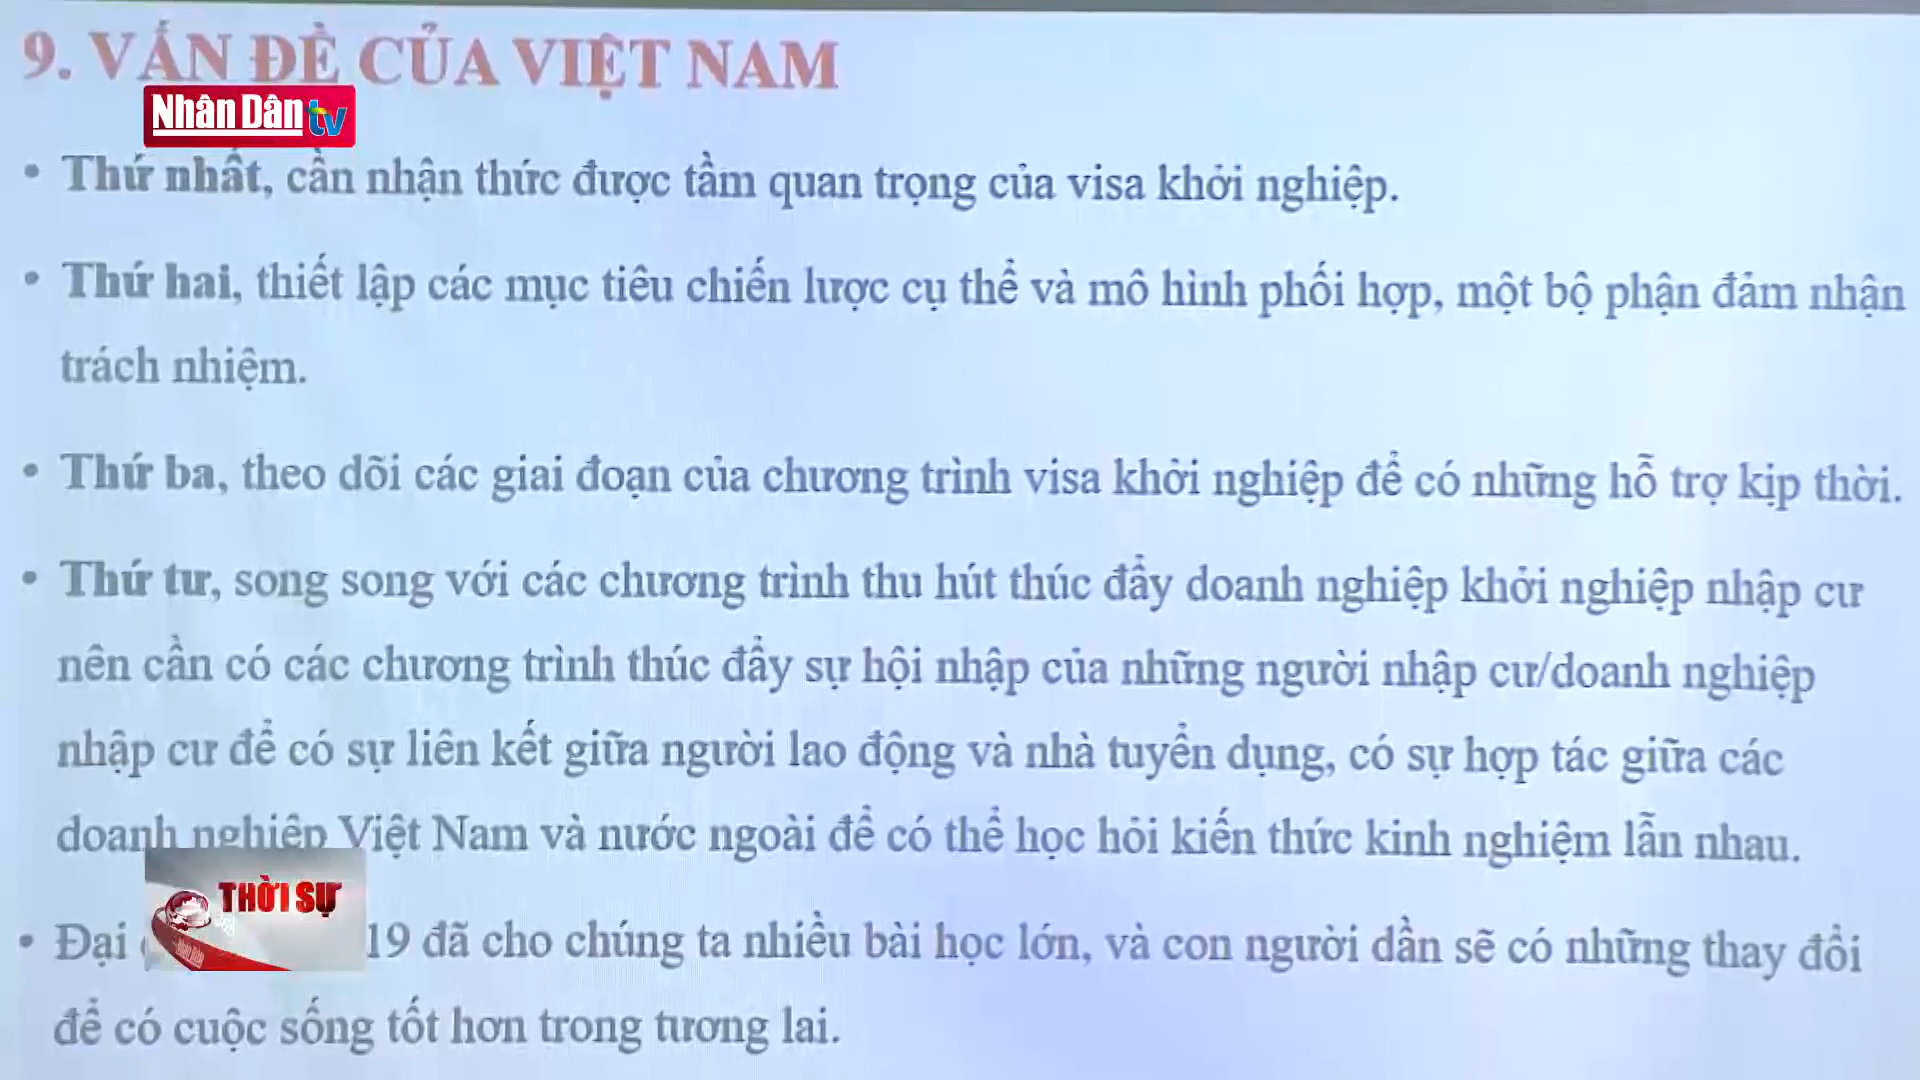 9. VẤN ĐỀ CỦA VIỆT NAM
Nhân Dân tv
• Thứ nhất, cần nhận thức được tầm quan trọng của visa khởi nghiệp.
• Thứ hai, thiết lập các mục tiêu chiến lược cụ thể và mô hình phối hợp, một bộ phận đảm nhận
trách nhiệm.
• Thứ ba, theo dõi các giai đoạn của chương trình visa khởi nghiệp để có những hỗ trợ kịp thời.
• Thứ tư, song song với các chương trình thu hút thúc đẩy doanh nghiệp khởi nghiệp nhập cư
nên cần có các chương trình thúc đẩy sự hội nhập của những người nhập cư/doanh nghiệp
nhập cư để có sự liên kết giữa người lao động và nhà tuyển dụng, có sự hợp tác giữa các
doanh nghiệp Việt Nam và nước ngoài để có thể học hỏi kiến thức kinh nghiệm lẫn nhau.
THỜI SỰ
• Đại 19 đã cho chúng ta nhiều bài học lớn, và con người dần sẽ có những thay đổi
để có cuộc sống tốt hơn trong tương lai.